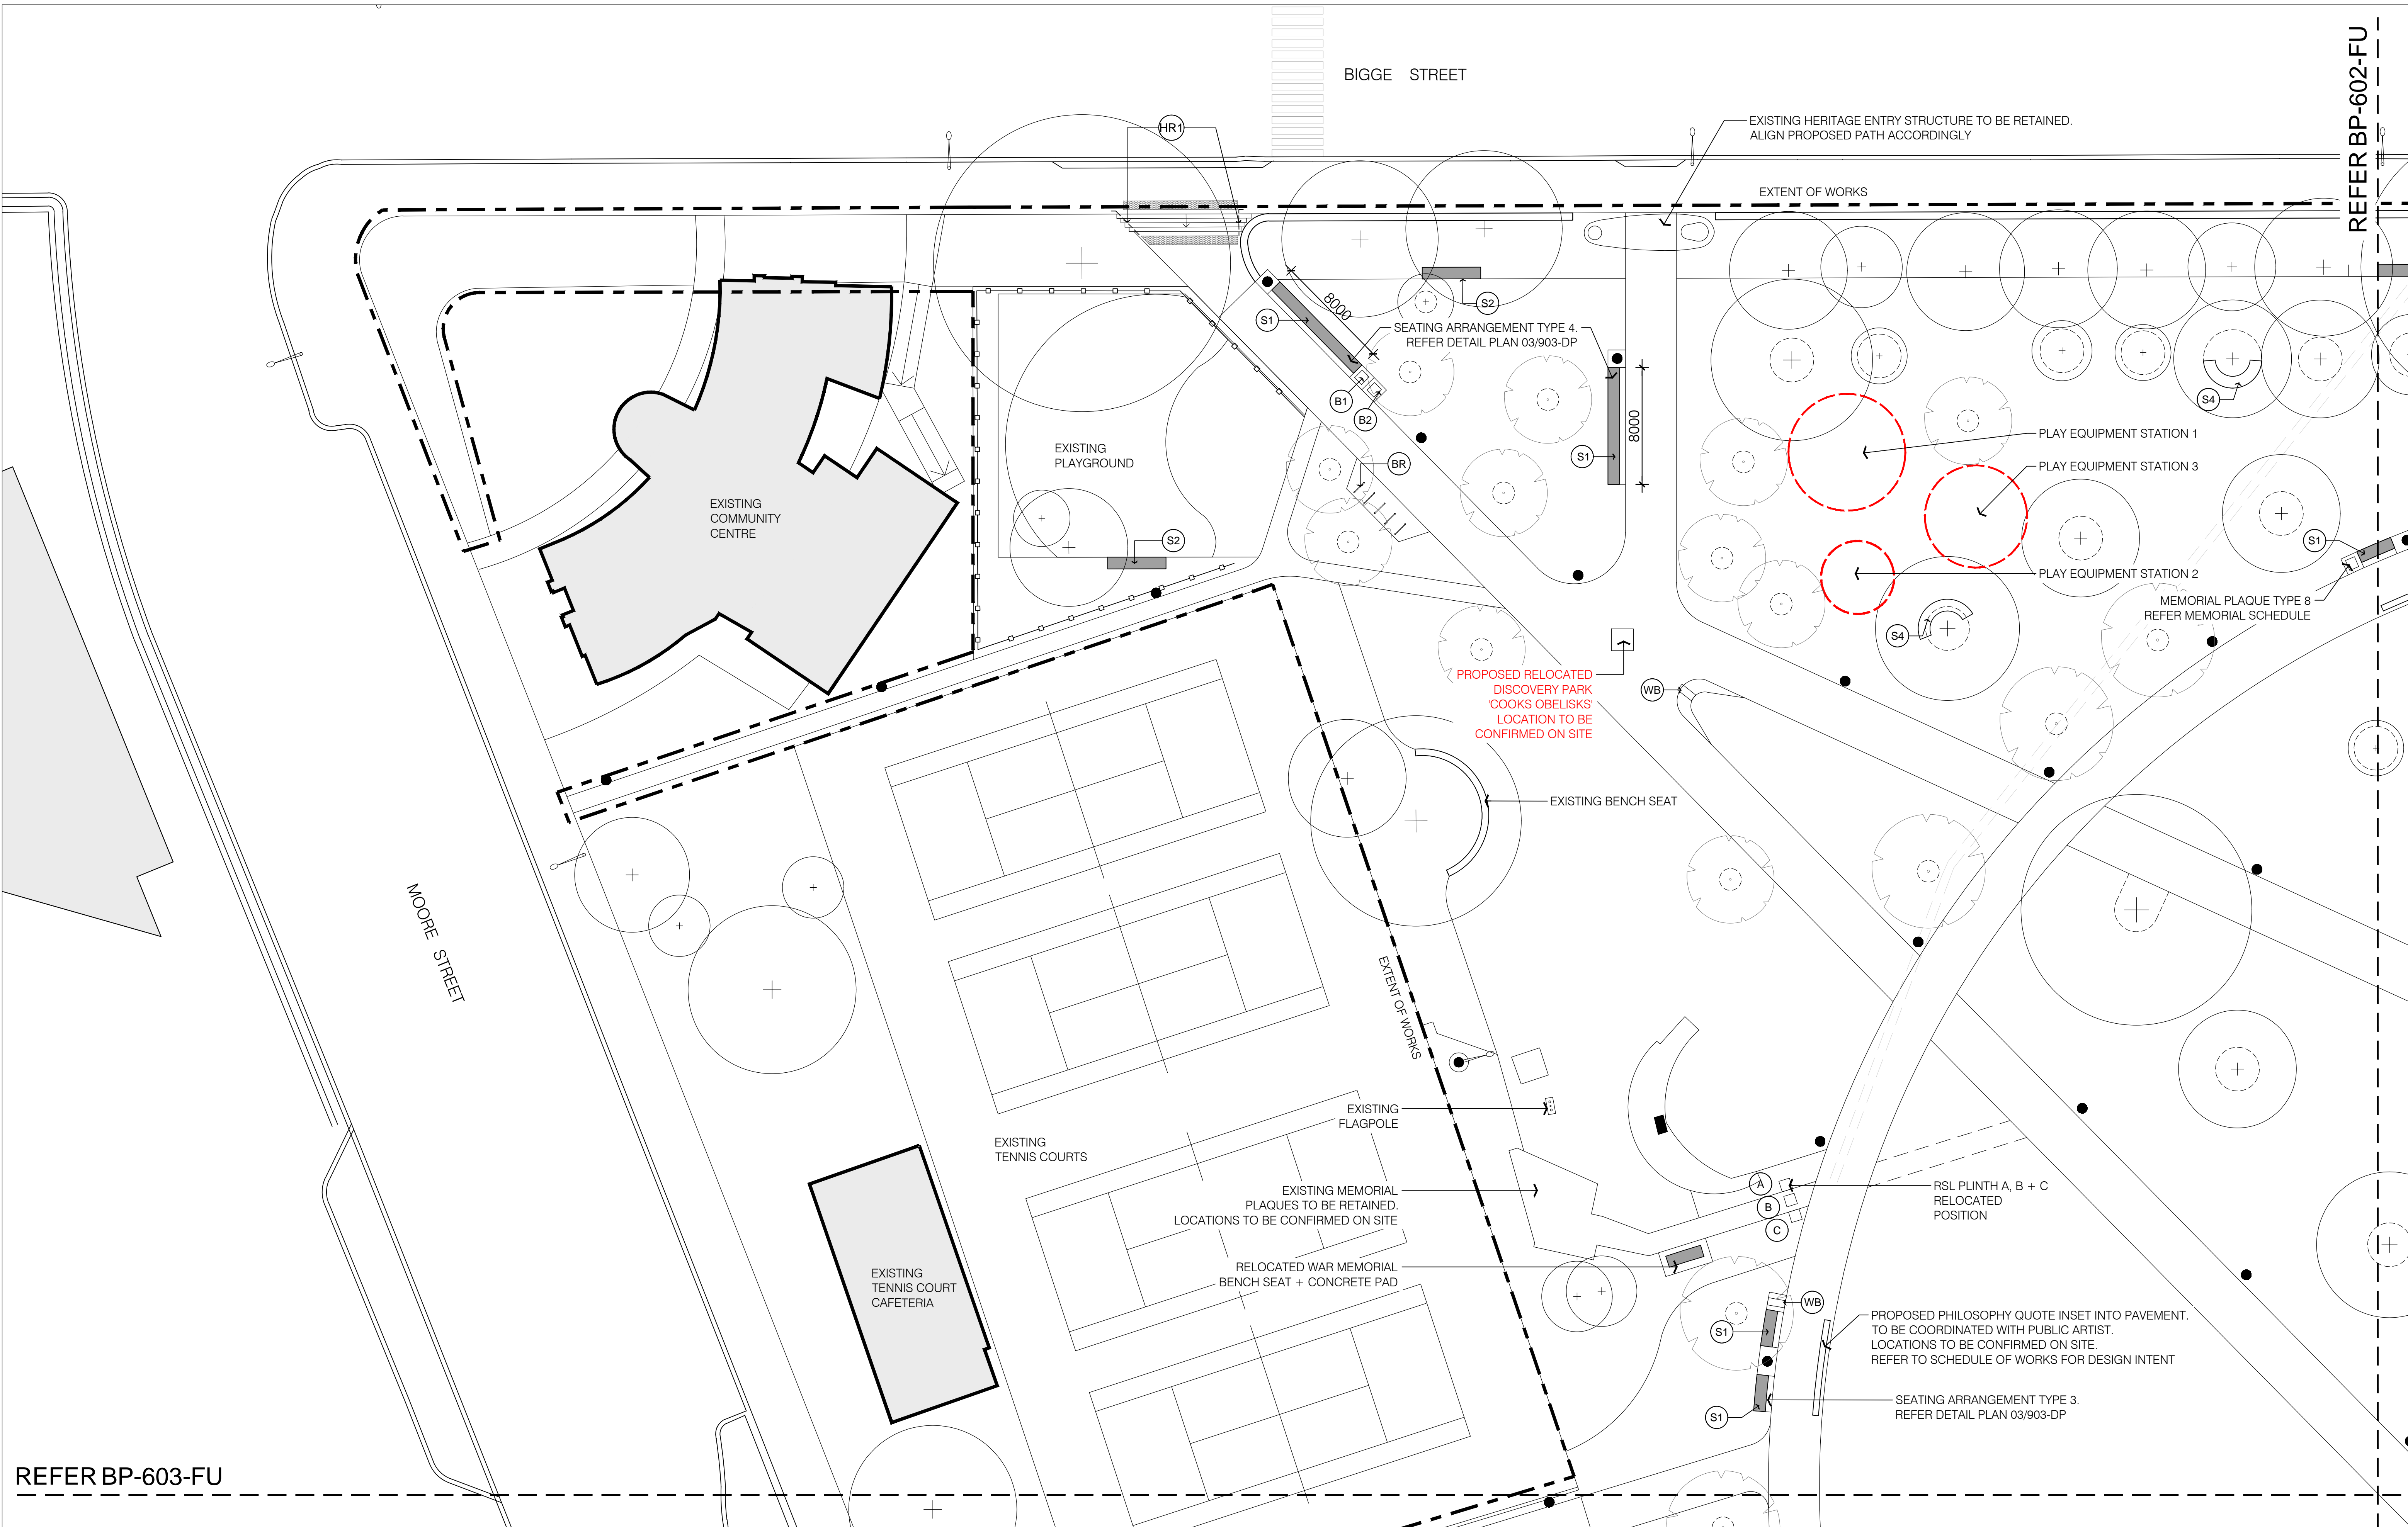 BIGGE STREET
REFER BP-602-FU
HR1
EXISTING HERITAGE ENTRY STRUCTURE TO BE RETAINED.
ALIGN PROPOSED PATH ACCORDINGLY
EXTENT OF WORKS
8000
S2
S1
SEATING ARRANGEMENT TYPE 4.
REFER DETAIL PLAN 03/903-DP
B1
B2
8000
S1
S4
BR
EXISTING
PLAYGROUND
PLAY EQUIPMENT STATION 1
PLAY EQUIPMENT STATION 3
PLAY EQUIPMENT STATION 2
EXISTING
COMMUNITY
CENTRE
S2
S1
MEMORIAL PLAQUE TYPE 8
REFER MEMORIAL SCHEDULE
S4
PROPOSED RELOCATED
DISCOVERY PARK
'COOKS OBELISKS'
LOCATION TO BE
CONFIRMED ON SITE
WB
EXISTING BENCH SEAT
MOORE STREET
EXTENT OF WORKS
EXISTING
FLAGPOLE
EXISTING
TENNIS COURTS
EXISTING MEMORIAL
PLAQUES TO BE RETAINED.
LOCATIONS TO BE CONFIRMED ON SITE
A
B
C
RSL PLINTH A, B + C
RELOCATED
POSITION
RELOCATED WAR MEMORIAL
BENCH SEAT + CONCRETE PAD
EXISTING
TENNIS COURT
CAFETERIA
WB
S1
PROPOSED PHILOSOPHY QUOTE INSET INTO PAVEMENT.
TO BE COORDINATED WITH PUBLIC ARTIST.
LOCATIONS TO BE CONFIRMED ON SITE.
REFER TO SCHEDULE OF WORKS FOR DESIGN INTENT
SEATING ARRANGEMENT TYPE 3.
REFER DETAIL PLAN 03/903-DP
S1
REFER BP-603-FU